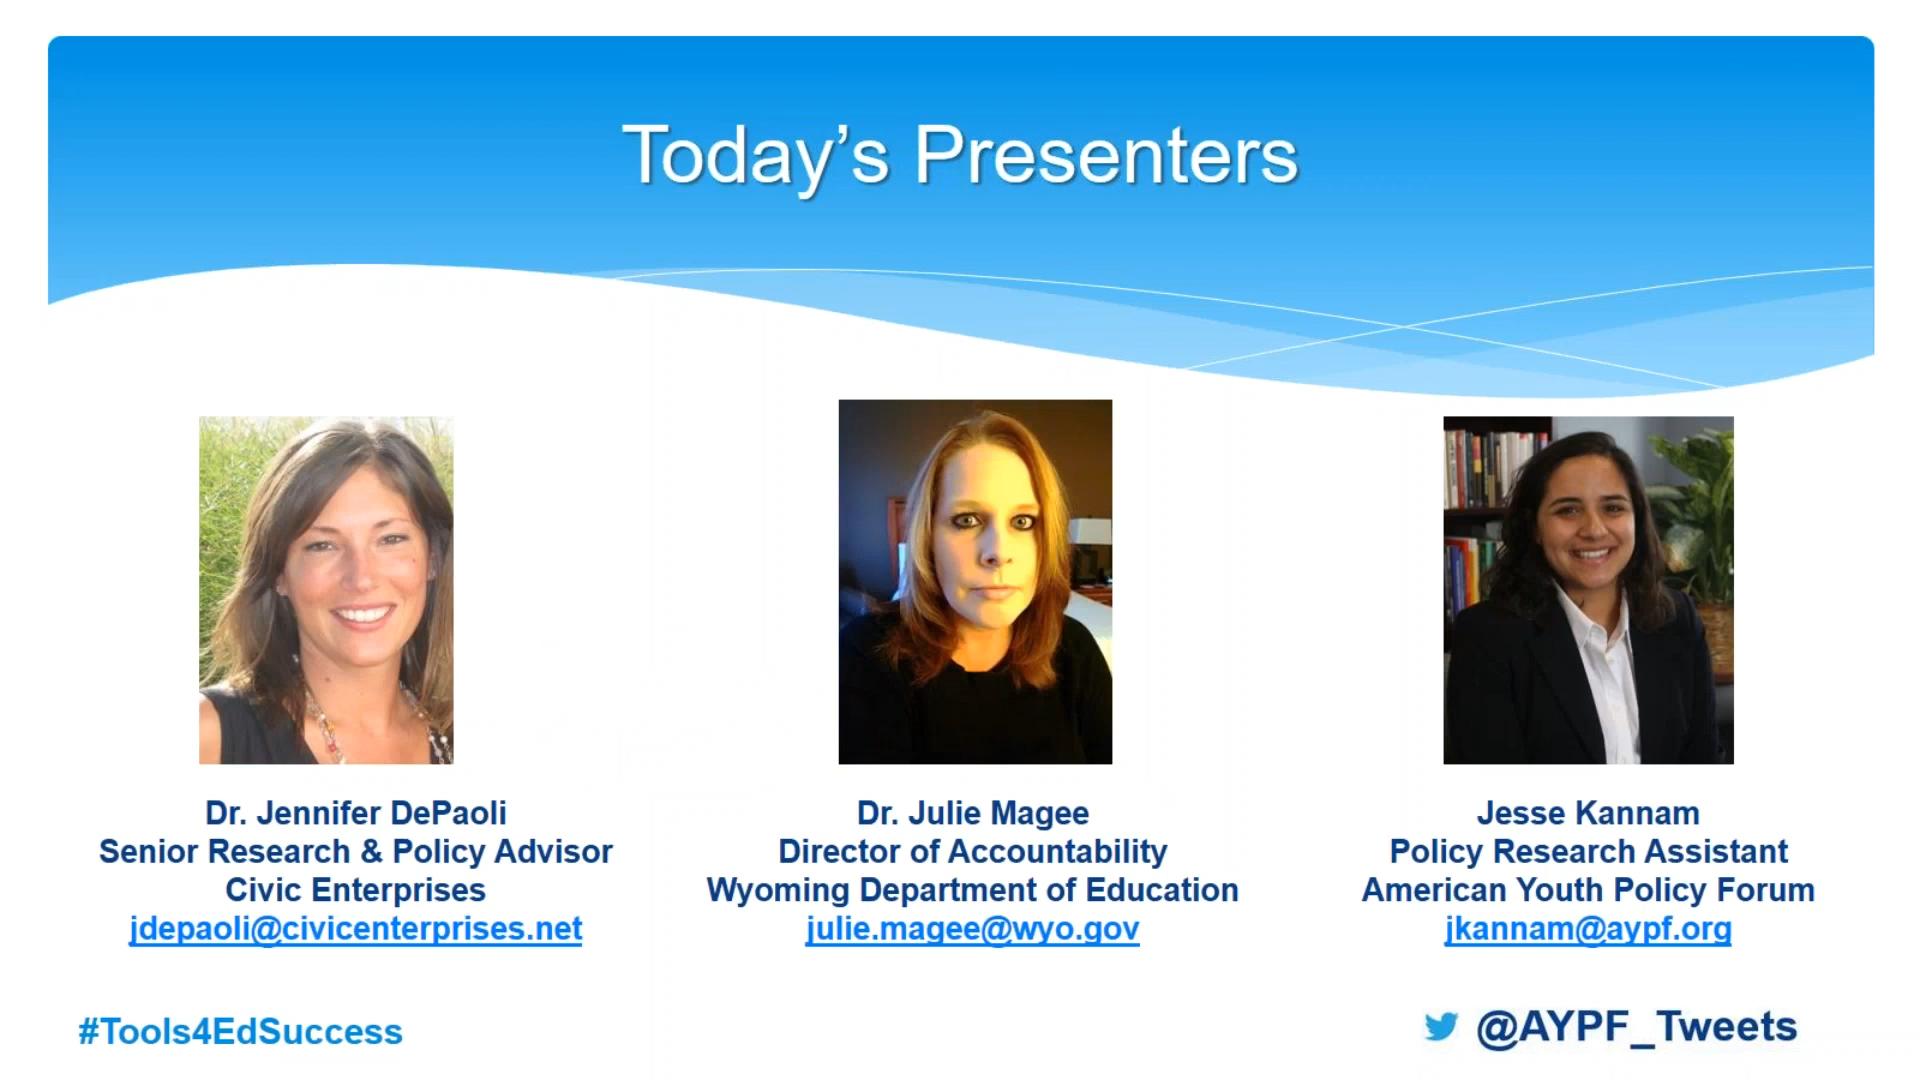 Today’s Presenters
Dr. Jennifer DePaoli
Senior Research & Policy Advisor
Civic Enterprises
jdepaoli@civicenterprises.net
Dr. Julie Magee
Director of Accountability
Wyoming Department of Education
julie.magee@wyo.gov
Jesse Kannam
Policy Research Assistant
American Youth Policy Forum
jkannam@aypf.org
#Tools4EdSuccess
@AYPF_Tweets